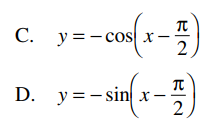 C. y = −cos(x − π/2)
D. y = −sin(x − π/2)